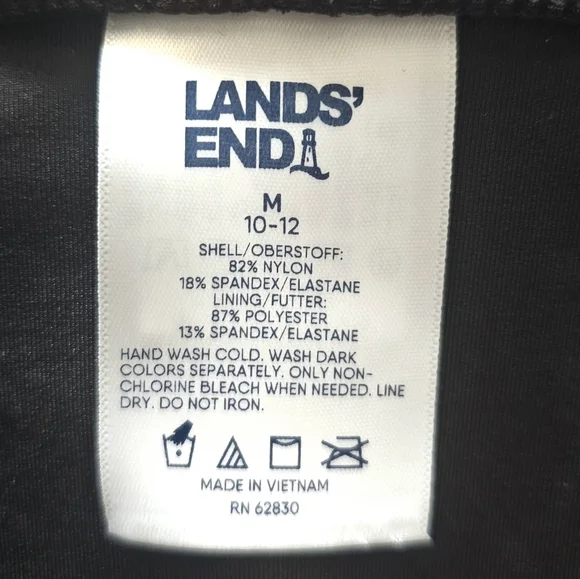 LANDS'
END
M
10-12
SHELL/OBERSTOFF:
82% NYLON
18% SPANDEX/ELASTANE
LINING/FUTTER:
87% POLYESTER
13% SPANDEX/ELASTANE
HAND WASH COLD. WASH DARK
COLORS SEPARATELY. ONLY NON-
CHLORINE BLEACH WHEN NEEDED. LINE
DRY. DO NOT IRON.
MADE IN VIETNAM
RN 62830